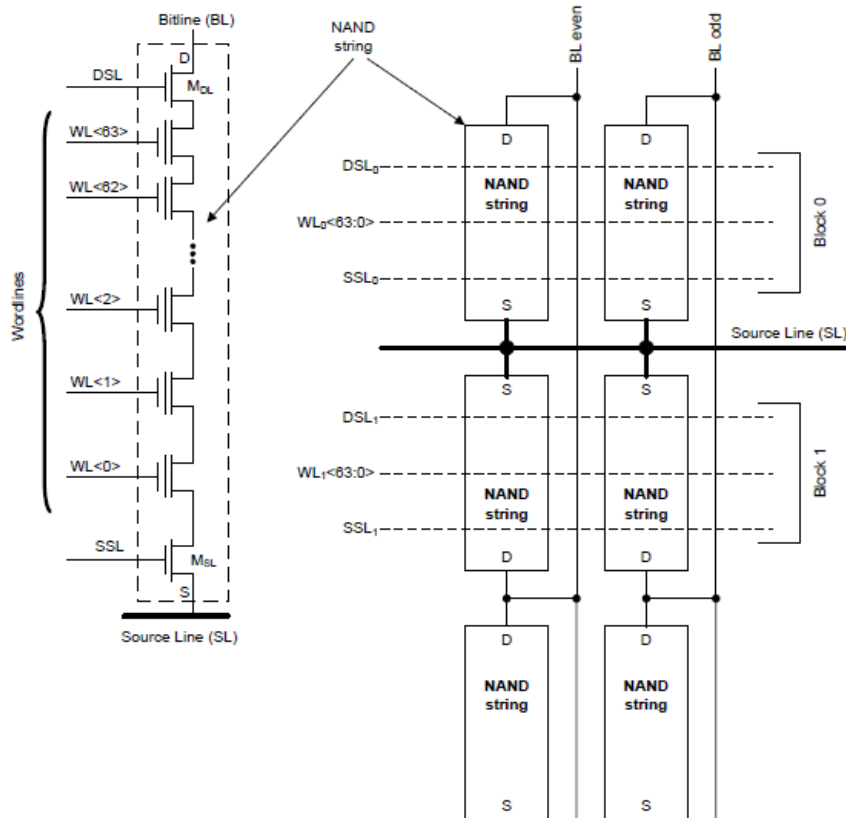 Bitline (BL)
D
DSL
M_DL
WL<63>
WL<62>
Wordlines
WL<2>
WL<1>
WL<0>
SSL
M_SL
S
Source Line (SL)
NAND
string
BL even
BL odd
D
D
DSL₀
NAND
string
NAND
string
WL₀<63:0>
Block 0
SSL₀
S
S
Source Line (SL)
S
S
DSL₁
WL₁<63:0>
Block 1
NAND
string
NAND
string
SSL₁
D
D
D
D
NAND
string
NAND
string
S
S